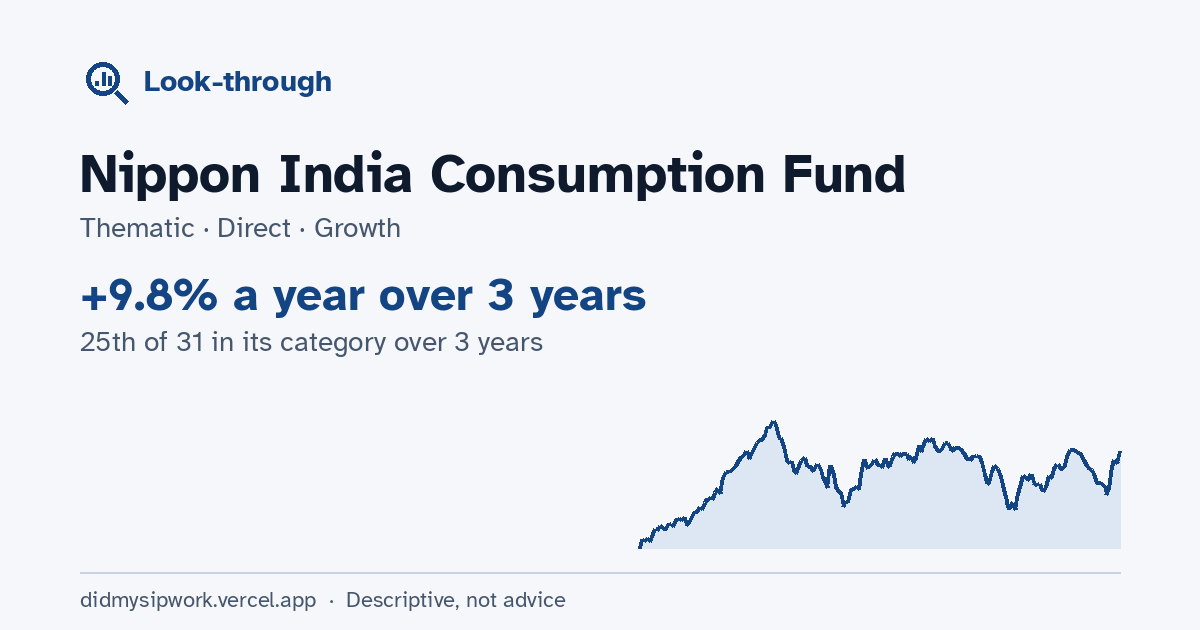 Look-through
Nippon India Consumption Fund
Thematic · Direct · Growth
+9.8% a year over 3 years
25th of 31 in its category over 3 years
didmysipwork.vercel.app · Descriptive, not advice